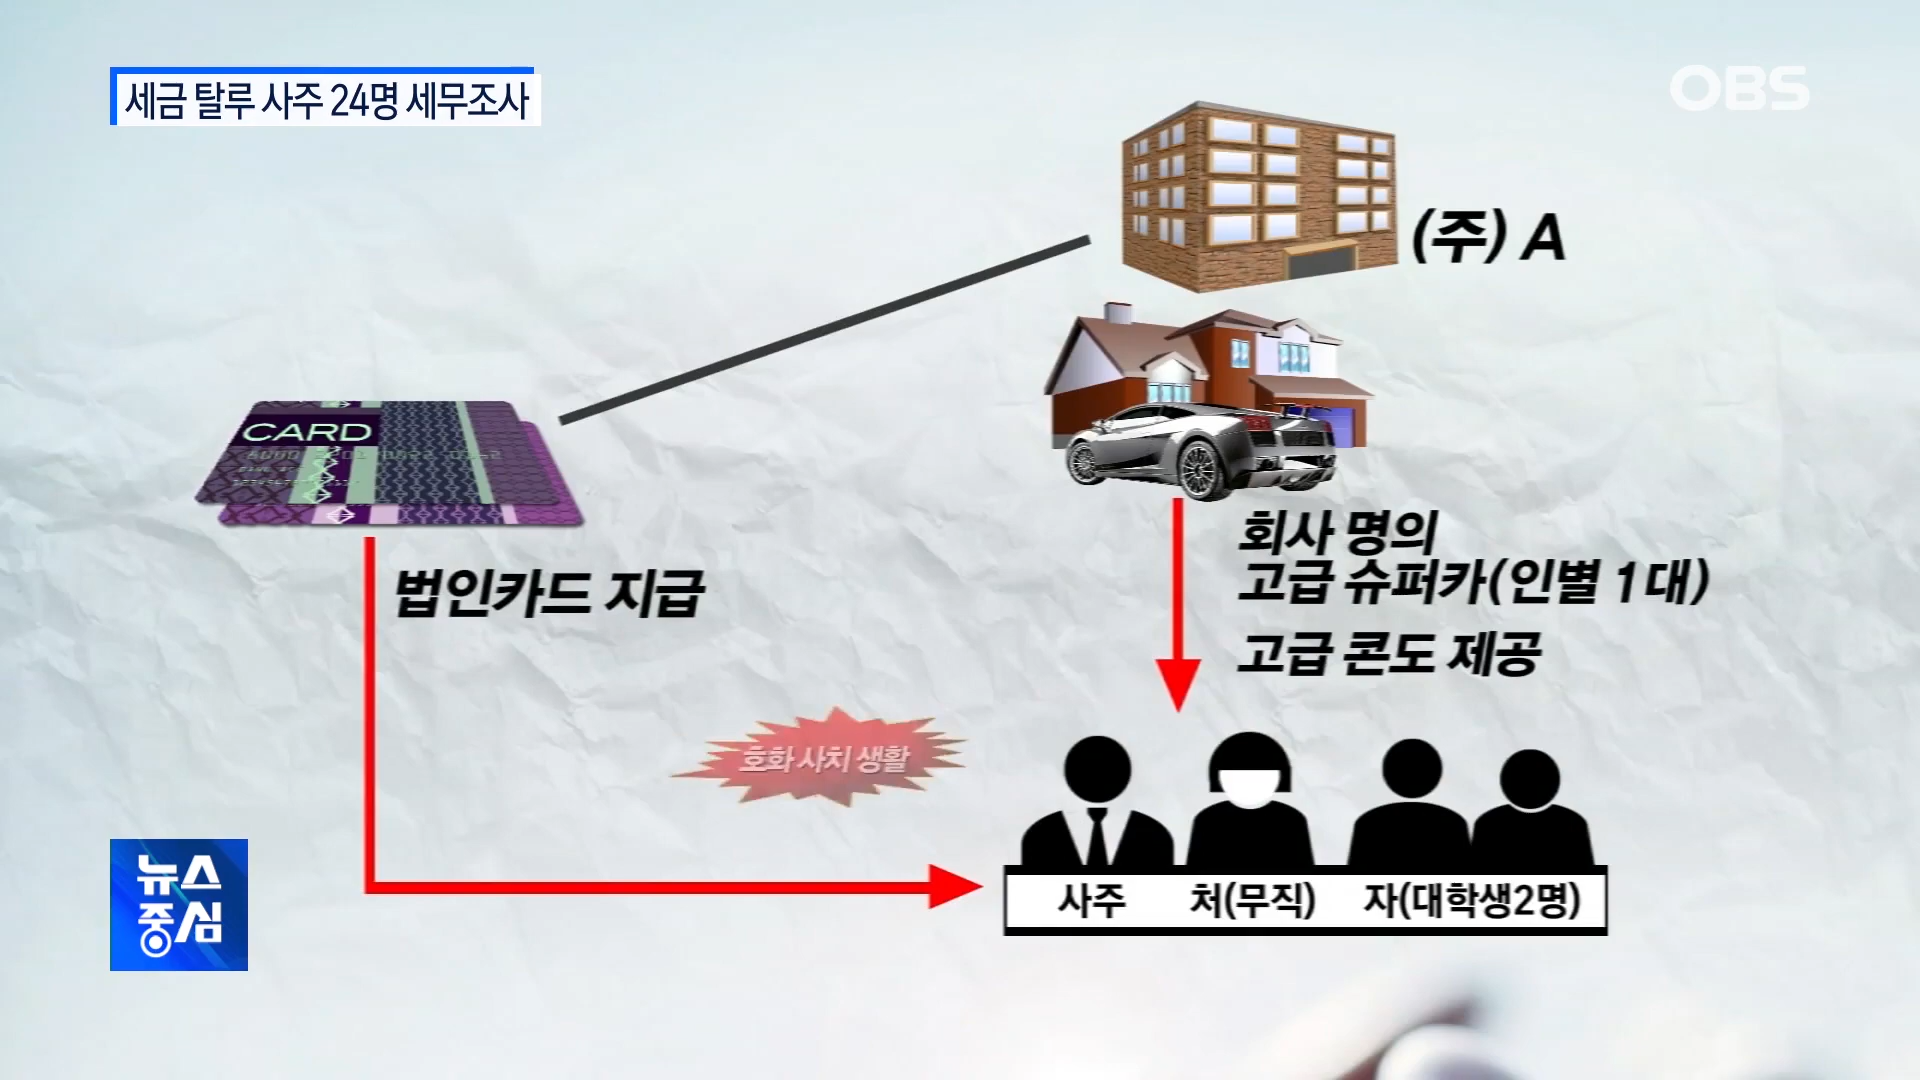 세금 탈루 사주 24명 세무조사
OBS
(주) A
CARD
법인카드 지급
회사 명의
고급 슈퍼카(인별 1대)
고급 콘도 제공
호화 사치 생활
사주 처(무직) 자(대학생2명)
뉴스
중심